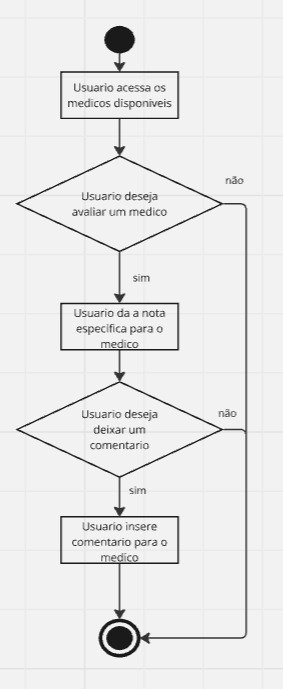 Usuario acessa os
medicos disponíveis
não
Usuario deseja
avaliar um medico
sim
Usuario da a nota
especifica para o
medico
não
Usuario deseja
deixar um
comentario
sim
Usuario insere
comentario para o
medico